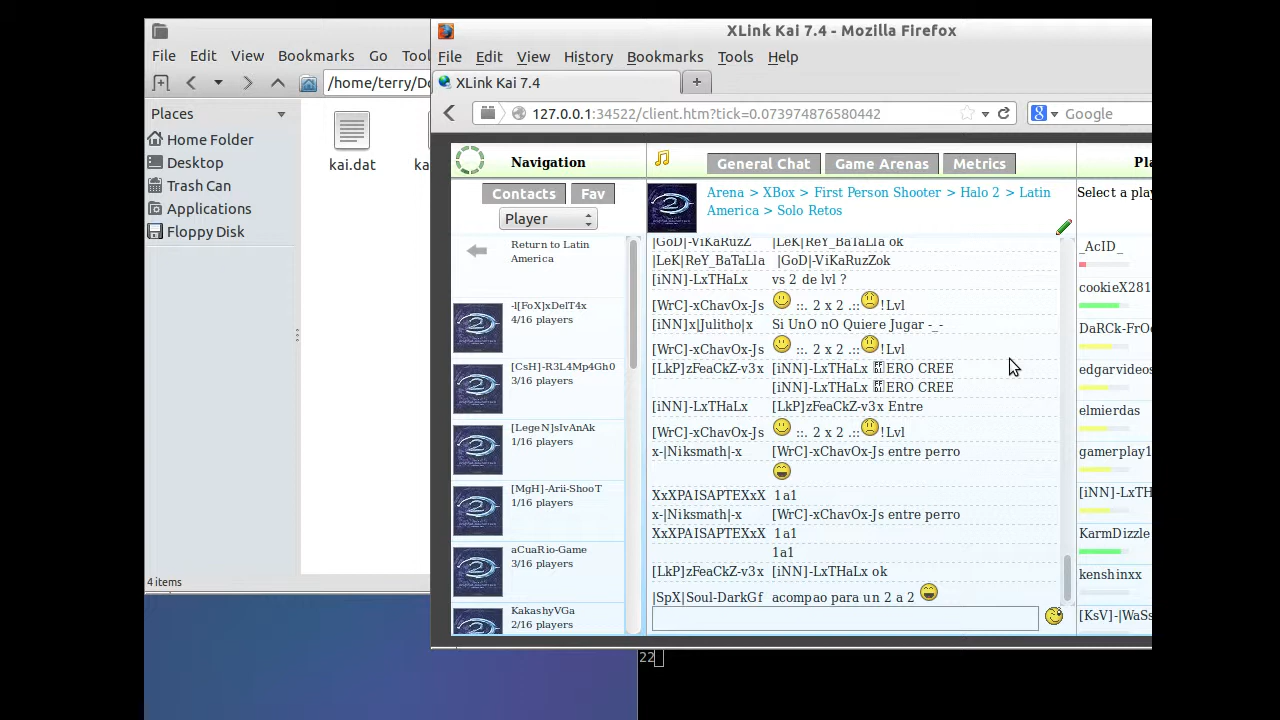 XLink Kai 7.4 - Mozilla Firefox
File Edit View Bookmarks Go
File Edit View History Bookmarks Tools Help
/home/terry/
XLink Kai 7.4
127.0.0.1:34522/client.htm?tick=0.073974876580442
Google
Places
Home Folder
Desktop
Trash Can
Applications
Floppy Disk
kai.dat
4 items
Navigation
General Chat Game Arenas Metrics
Contacts Fav
Player
Arena > XBox > First Person Shooter > Halo 2 > Latin
America > Solo Retos
Select a
Return to Latin
America
-l[FoX]xDelT4x
4/16 players
[CsH]-R3L4Mp4Gh0
3/16 players
[LegeN]sIvAnAk
1/16 players
[MgH]-Arii-ShooT
1/16 players
aCuaRio-Game
3/16 players
KakashyVGa
2/16 players
|GoD|-ViKaRuzZ |LeK|ReY_BaTaLla ok
|LeK|ReY_BaTaLla |GoD|-ViKaRuzZok
[iNN]-LxTHaLx vs 2 de lvl ?
[WrC]-xChavOx-Js ::. 2 x 2 .:: !Lvl
[iNN]x|Julitho|x Si UnO nO Quiere Jugar -_-
[WrC]-xChavOx-Js ::. 2 x 2 .:: !Lvl
[LkP]zFeaCkZ-v3x [iNN]-LxTHaLx ERO CREE
[iNN]-LxTHaLx ERO CREE
[iNN]-LxTHaLx [LkP]zFeaCkZ-v3x Entre
[WrC]-xChavOx-Js ::. 2 x 2 .:: !Lvl
x-|Niksmath|-x [WrC]-xChavOx-Js entre perro
XxXPAISAPTEXxX 1a1
x-|Niksmath|-x [WrC]-xChavOx-Js entre perro
XxXPAISAPTEXxX 1a1
1a1
[LkP]zFeaCkZ-v3x [iNN]-LxTHaLx ok
|SpX|Soul-DarkGf acompao para un 2 a 2
_AcID_
cookieX281
DaRCk-FrO
edgarvideos
elmierdas
gamerplay1
[iNN]-LxTH
KarmDizzle
kenshinxx
[KsV]-|WaSs
22